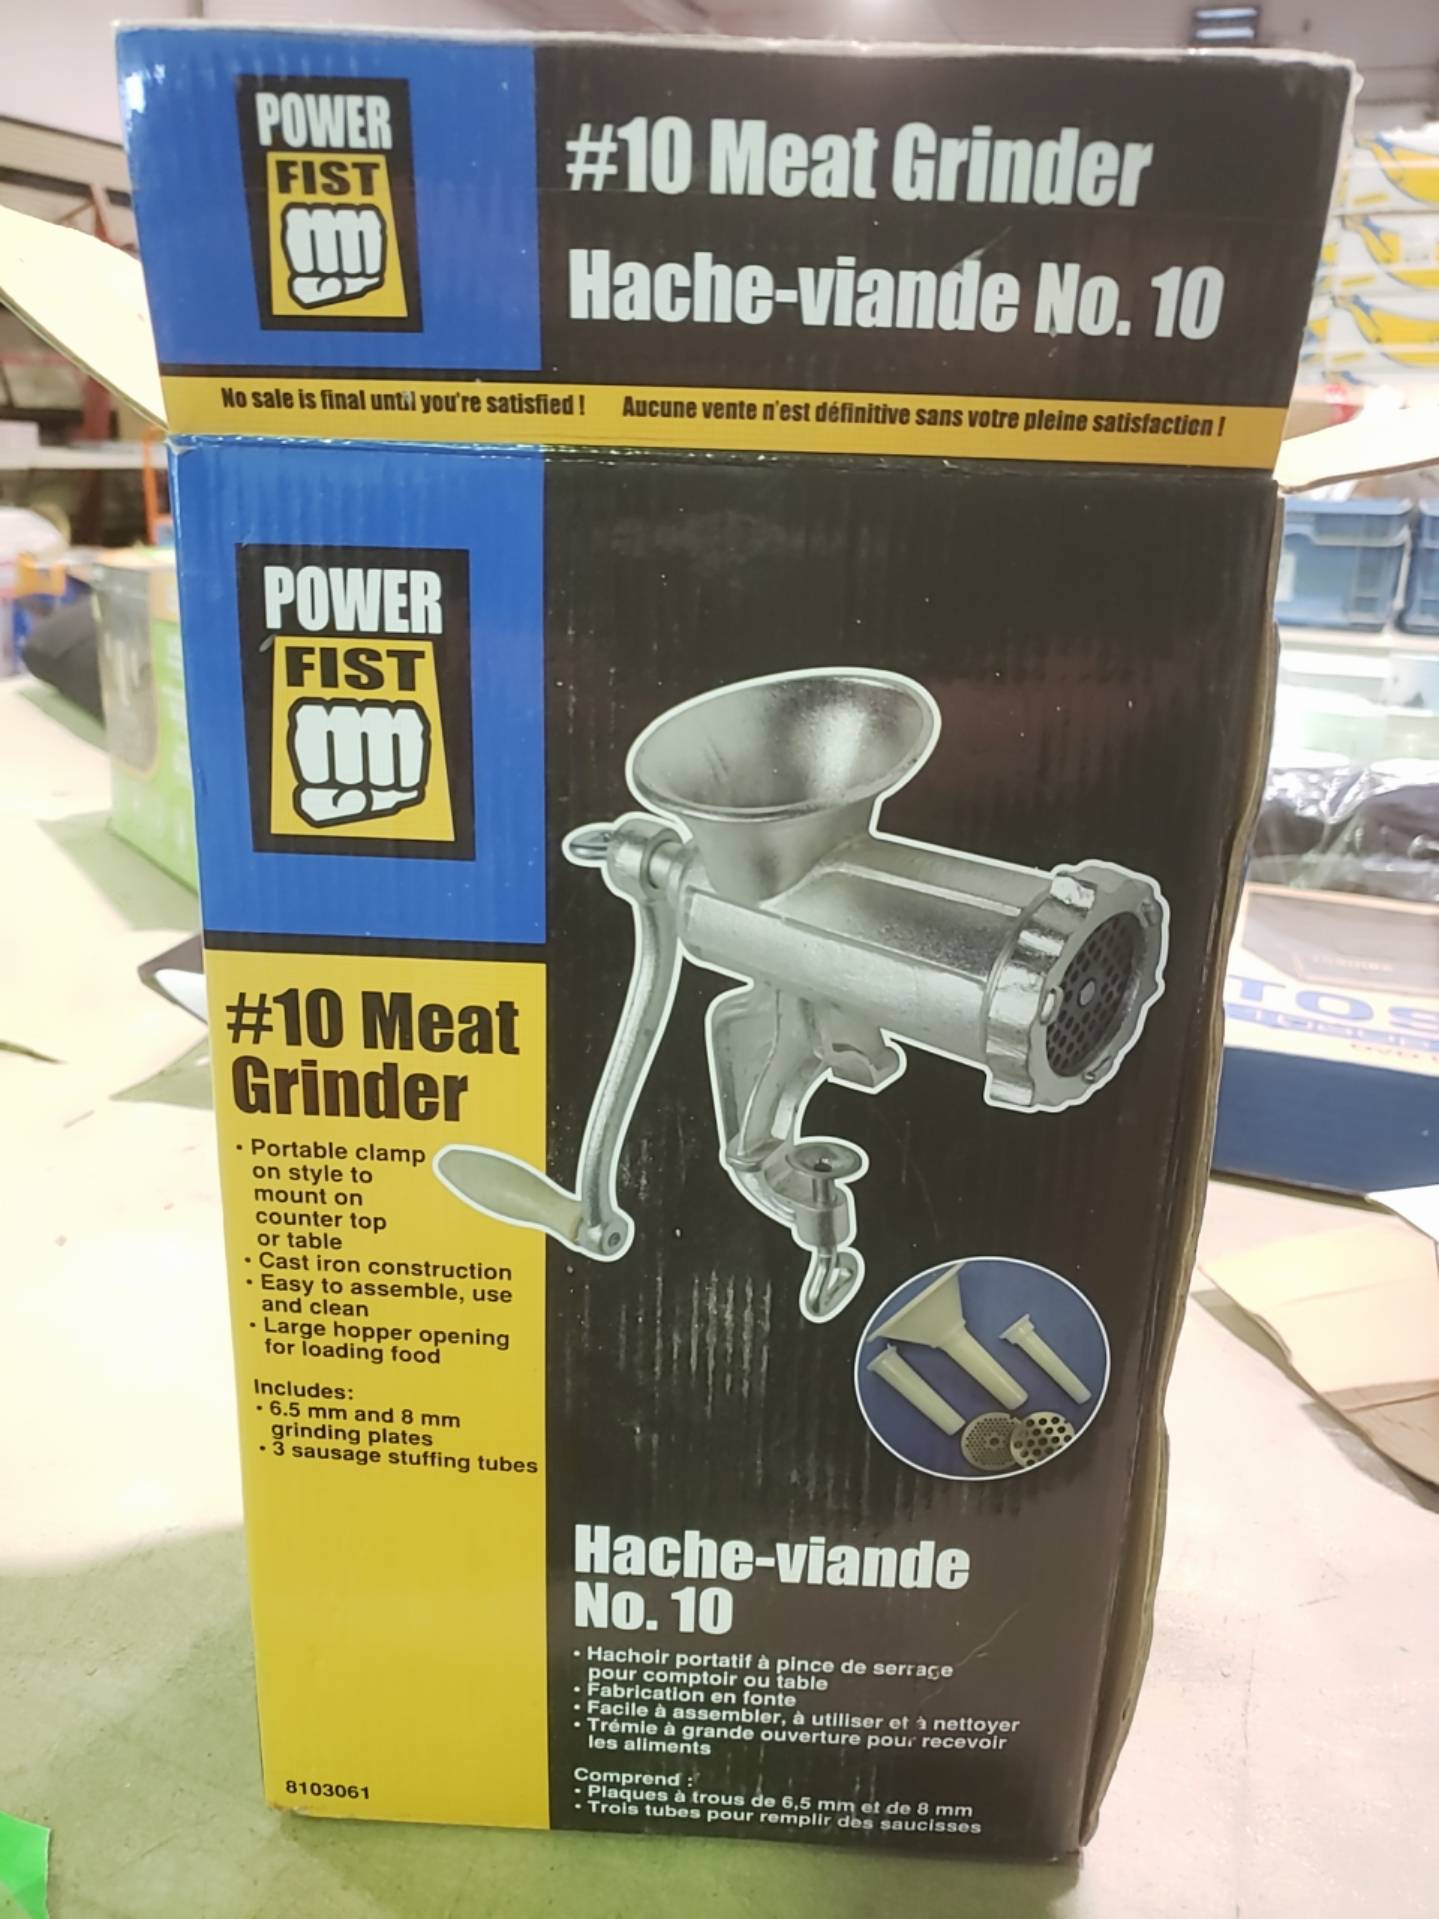 POWER
FIST
#10 Meat Grinder
Hache-viande No. 10
No sale is final until you're satisfied !
Aucune vente n'est définitive sans votre pleine satisfaction !
POWER
FIST
#10 Meat
Grinder
• Portable clamp
on style to
mount on
counter top
or table
• Cast iron construction
• Easy to assemble, use
and clean
• Large hopper opening
for loading food
Includes:
• 6.5 mm and 8 mm
grinding plates
• 3 sausage stuffing tubes
8103061
Hache-viande
No. 10
• Hachoir portatif à pince de serrage
pour comptoir ou table
• Fabrication en fonte
• Facile à assembler, à utiliser et à nettoyer
• Trémie à grande ouverture pour recevoir
les aliments
Comprend :
• Plaques à trous de 6,5 mm et de 8 mm
• Trois tubes pour remplir des saucisses